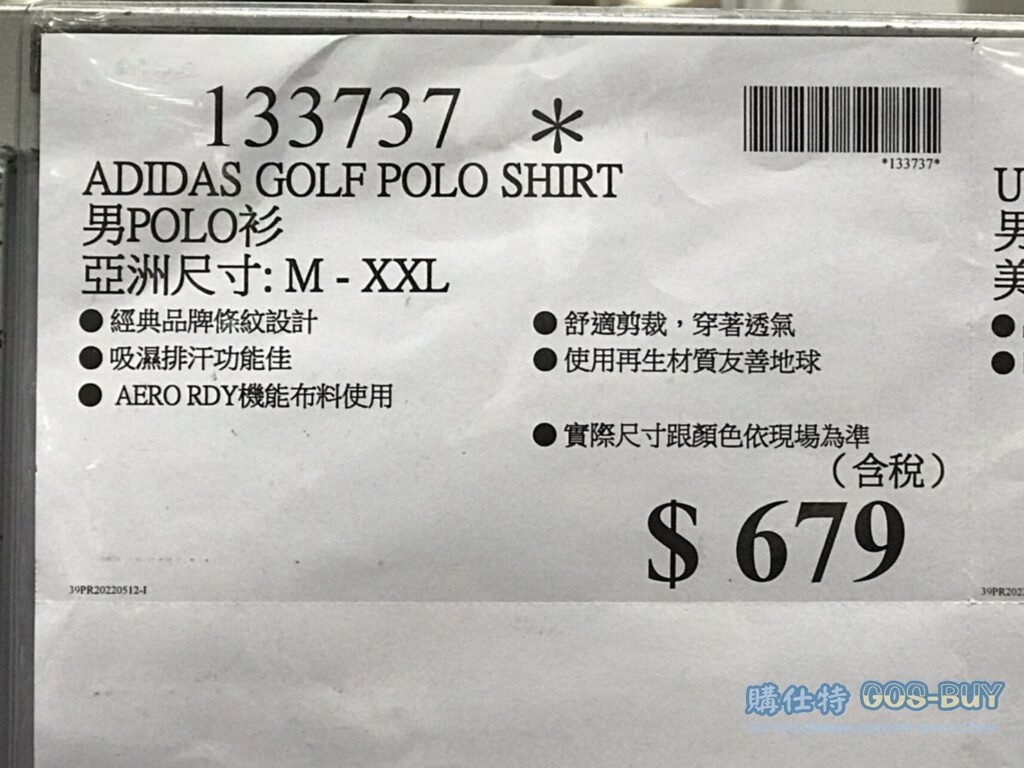 133737 *
*133737*
ADIDAS GOLF POLO SHIRT
男POLO衫
亞洲尺寸: M - XXL
● 經典品牌條紋設計
● 吸濕排汗功能佳
● AERO RDY機能布料使用
● 舒適剪裁，穿著透氣
● 使用再生材質友善地球
● 實際尺寸跟顏色依現場為準
（含稅）
$ 679
39PR20220512-I
U
男
美
39PR202
購仕特 GOS-BUY